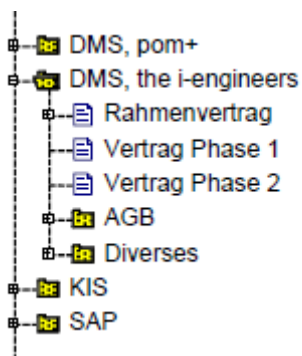 DMS, pom+
DMS, the i-engineers
Rahmenvertrag
Vertrag Phase 1
Vertrag Phase 2
AGB
Diverses
KIS
SAP